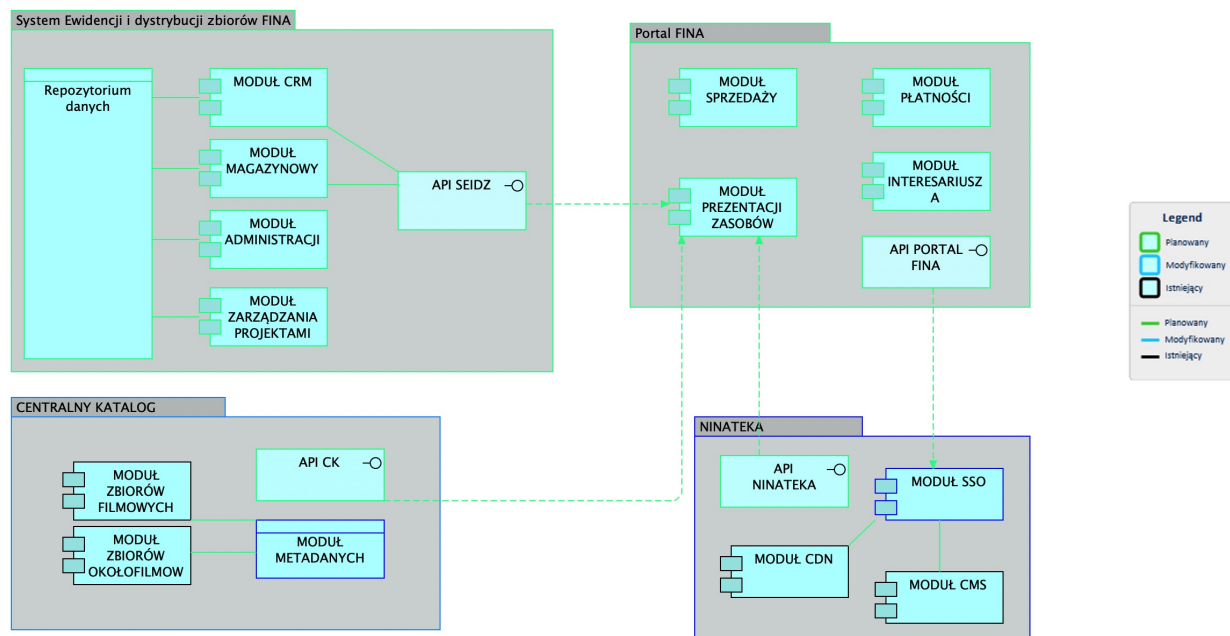 System Ewidencji i dystrybucji zbiorów FINA
Repozytorium
danych
MODUŁ CRM
MODUŁ
MAGAZYNOWY
MODUŁ
ADMINISTRACJI
MODUŁ
ZARZĄDZANIA
PROJEKTAMI
API SEIDZ
Portal FINA
MODUŁ
SPRZEDAŻY
MODUŁ
PŁATNOŚCI
MODUŁ
INTERESARIUSZ
A
MODUŁ
PREZENTACJI
ZASOBÓW
API PORTAL
FINA
Legend
Planowany
Modyfikowany
Istniejący
Planowany
Modyfikowany
Istniejący
CENTRALNY KATALOG
MODUŁ
ZBIORÓW
FILMOWYCH
MODUŁ
ZBIORÓW
OKOŁOFILMOW
API CK
MODUŁ
METADANYCH
NINATEKA
API
NINATEKA
MODUŁ SSO
MODUŁ CDN
MODUŁ CMS